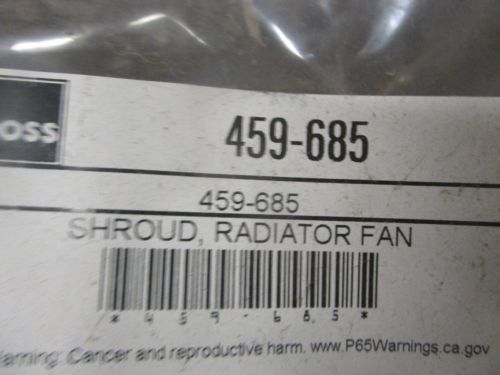 OSS
459-685
459-685
SHROUD, RADIATOR FAN
*459-685*
Warning: Cancer and reproductive harm. www.P65Warnings.ca.gov